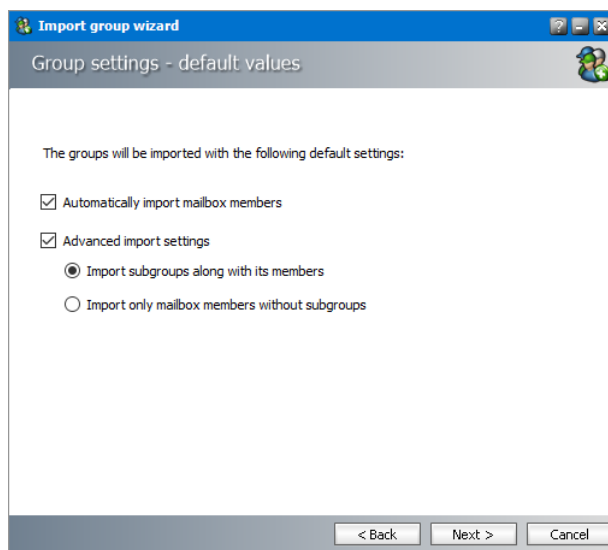 Import group wizard
Group settings - default values
The groups will be imported with the following default settings:
Automatically import mailbox members
Advanced import settings
Import subgroups along with its members
Import only mailbox members without subgroups
< Back Next > Cancel